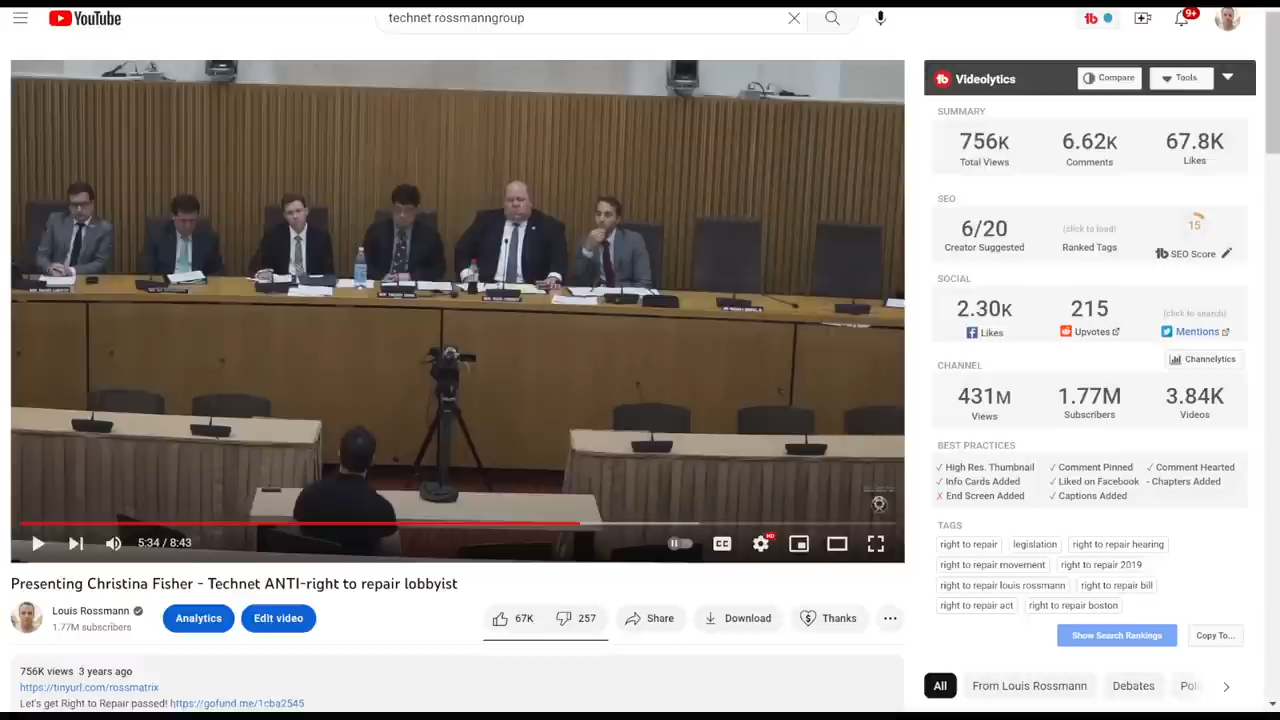 YouTube
technet rossmanngroup
9+
Videolytics
Compare
Tools
SUMMARY
756K 6.62K 67.8K
Total Views Comments Likes
SEO
6/20 (click to load) 15
Creator Suggested Ranked Tags SEO Score
SOCIAL
2.30K 215 (click to search)
Likes Upvotes Mentions
Channelytics
CHANNEL
431M 1.77M 3.84K
Views Subscribers Videos
BEST PRACTICES
✓ High Res. Thumbnail ✓ Comment Pinned ✓ Comment Hearted
✓ Info Cards Added ✓ Liked on Facebook - Chapters Added
X End Screen Added ✓ Captions Added
TAGS
right to repair legislation right to repair hearing
right to repair movement right to repair 2019
right to repair louis rossmann right to repair bill
right to repair act right to repair boston
Show Search Rankings Copy To...
All From Louis Rossmann Debates
5:34 / 8:43
CC
HD
Presenting Christina Fisher - Technet ANTI-right to repair lobbyist
Louis Rossmann
1.77M subscribers
Analytics Edit video 67K 257 Share Download Thanks
756K views 3 years ago
https://tinyurl.com/rossmatrix
Let's get Right to Repair passed! https://gofund.me/1cba2545